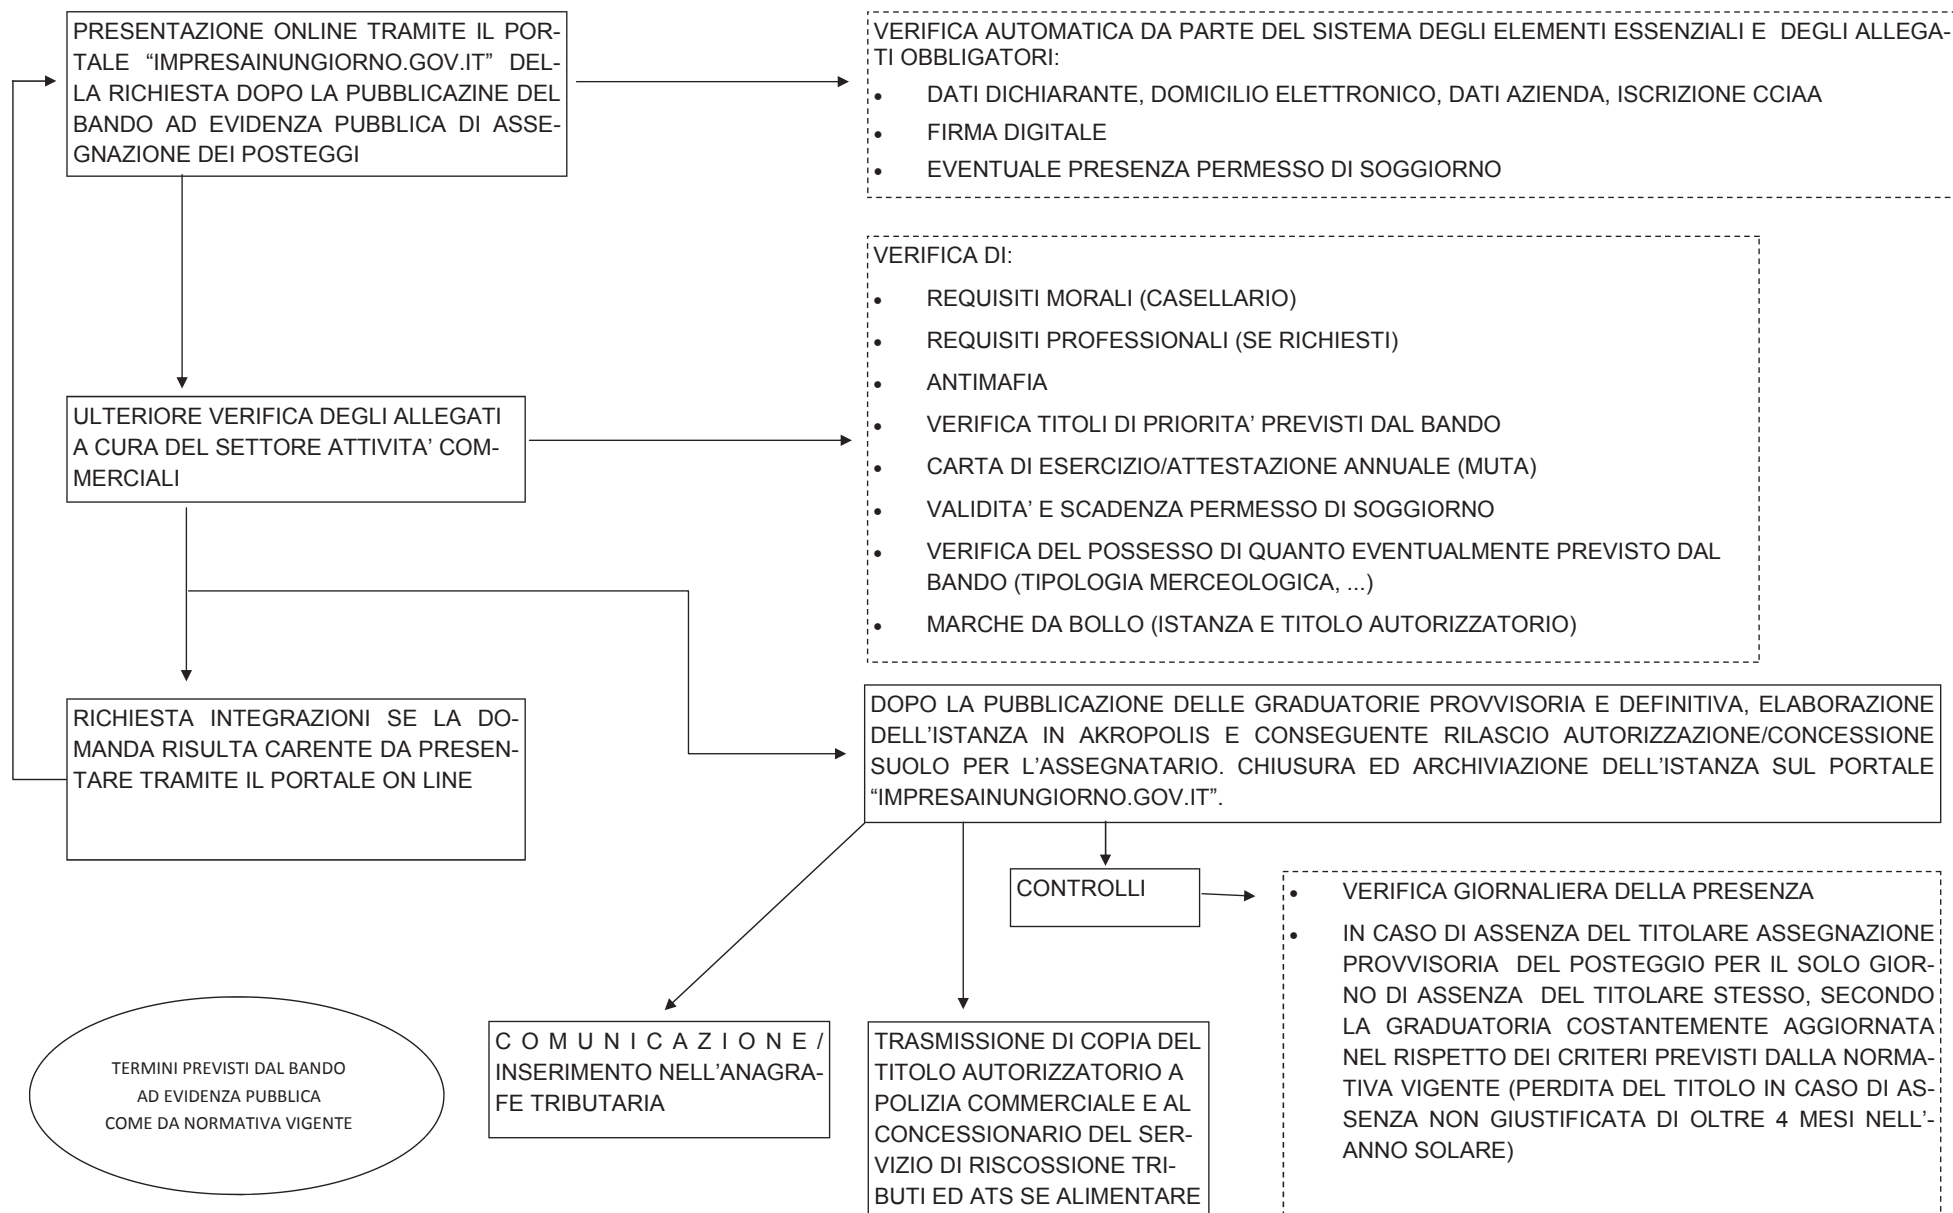 PRESENTAZIONE ONLINE TRAMITE IL POR-
TALE “IMPRESAINUNGIORNO.GOV.IT” DEL-
LA RICHIESTA DOPO LA PUBBLICAZINE DEL
BANDO AD EVIDENZA PUBBLICA DI ASSE-
GNAZIONE DEI POSTEGGI
VERIFICA AUTOMATICA DA PARTE DEL SISTEMA DEGLI ELEMENTI ESSENZIALI E DEGLI ALLEGA-
TI OBBLIGATORI:
• DATI DICHIARANTE, DOMICILIO ELETTRONICO, DATI AZIENDA, ISCRIZIONE CCIAA
• FIRMA DIGITALE
• EVENTUALE PRESENZA PERMESSO DI SOGGIORNO
ULTERIORE VERIFICA DEGLI ALLEGATI
A CURA DEL SETTORE ATTIVITA’ COM-
MERCIALI
VERIFICA DI:
• REQUISITI MORALI (CASELLARIO)
• REQUISITI PROFESSIONALI (SE RICHIESTI)
• ANTIMAFIA
• VERIFICA TITOLI DI PRIORITA’ PREVISTI DAL BANDO
• CARTA DI ESERCIZIO/ATTESTAZIONE ANNUALE (MUTA)
• VALIDITA’ E SCADENZA PERMESSO DI SOGGIORNO
• VERIFICA DEL POSSESSO DI QUANTO EVENTUALMENTE PREVISTO DAL
BANDO (TIPOLOGIA MERCEOLOGICA, ...)
• MARCHE DA BOLLO (ISTANZA E TITOLO AUTORIZZATORIO)
RICHIESTA INTEGRAZIONI SE LA DO-
MANDA RISULTA CARENTE DA PRESEN-
TARE TRAMITE IL PORTALE ON LINE
DOPO LA PUBBLICAZIONE DELLE GRADUATORIE PROVVISORIA E DEFINITIVA, ELABORAZIONE
DELL’ISTANZA IN AKROPOLIS E CONSEGUENTE RILASCIO AUTORIZZAZIONE/CONCESSIONE
SUOLO PER L’ASSEGNATARIO. CHIUSURA ED ARCHIVIAZIONE DELL’ISTANZA SUL PORTALE
“IMPRESAINUNGIORNO.GOV.IT”.
CONTROLLI
• VERIFICA GIORNALIERA DELLA PRESENZA
• IN CASO DI ASSENZA DEL TITOLARE ASSEGNAZIONE
PROVVISORIA DEL POSTEGGIO PER IL SOLO GIOR-
NO DI ASSENZA DEL TITOLARE STESSO, SECONDO
LA GRADUATORIA COSTANTEMENTE AGGIORNATA
NEL RISPETTO DEI CRITERI PREVISTI DALLA NORMA-
TIVA VIGENTE (PERDITA DEL TITOLO IN CASO DI AS-
SENZA NON GIUSTIFICATA DI OLTRE 4 MESI NELL’-
ANNO SOLARE)
TERMINI PREVISTI DAL BANDO
AD EVIDENZA PUBBLICA
COME DA NORMATIVA VIGENTE
COMUNICAZIONE/
INSERIMENTO NELL’ANAGRA-
FE TRIBUTARIA
TRASMISSIONE DI COPIA DEL
TITOLO AUTORIZZATORIO A
POLIZIA COMMERCIALE E AL
CONCESSIONARIO DEL SER-
VIZIO DI RISCOSSIONE TRI-
BUTI ED ATS SE ALIMENTARE